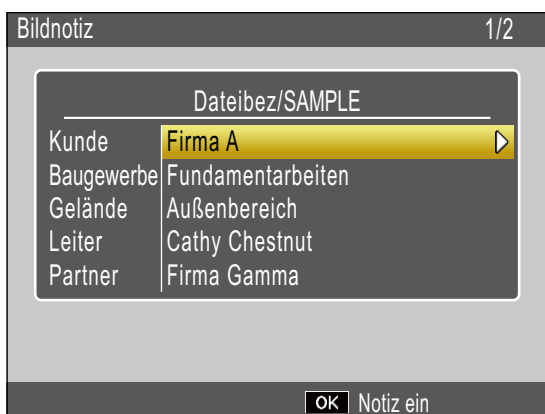 Bildnotiz 1/2
Dateibez/SAMPLE
Kunde Firma A
Baugewerbe Fundamentarbeiten
Gelände Außenbereich
Leiter Cathy Chestnut
Partner Firma Gamma
OK Notiz ein